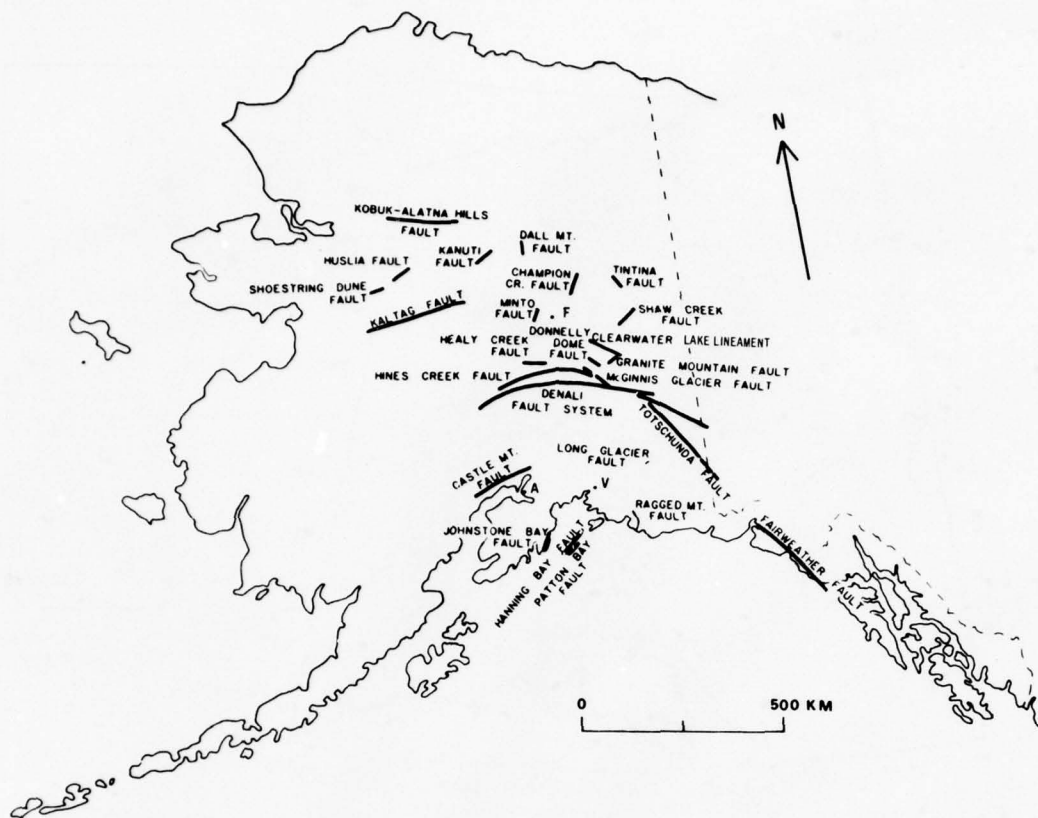 N
KOBUK-ALATNA HILLS
FAULT
DALL MT.
FAULT
KANUTI
FAULT
HUSLIA FAULT
SHOESTRING DUNE
FAULT
CHAMPION
CR. FAULT
TINTINA
FAULT
KALTAG FAULT
MINTO
FAULT
F
SHAW CREEK
FAULT
DONNELLY
DOME
FAULT
CLEARWATER LAKE LINEAMENT
HEALY CREEK
FAULT
GRANITE MOUNTAIN FAULT
HINES CREEK FAULT
McGINNIS GLACIER FAULT
DENALI
FAULT SYSTEM
TOTSCHUNDA FAULT
LONG GLACIER
FAULT
CASTLE MT.
FAULT
A
V
RAGGED MT.
FAULT
JOHNSTONE BAY
FAULT
HANNING BAY FAULT
PATTON BAY
FAULT
FAIRWEATHER FAULT
0 500 KM